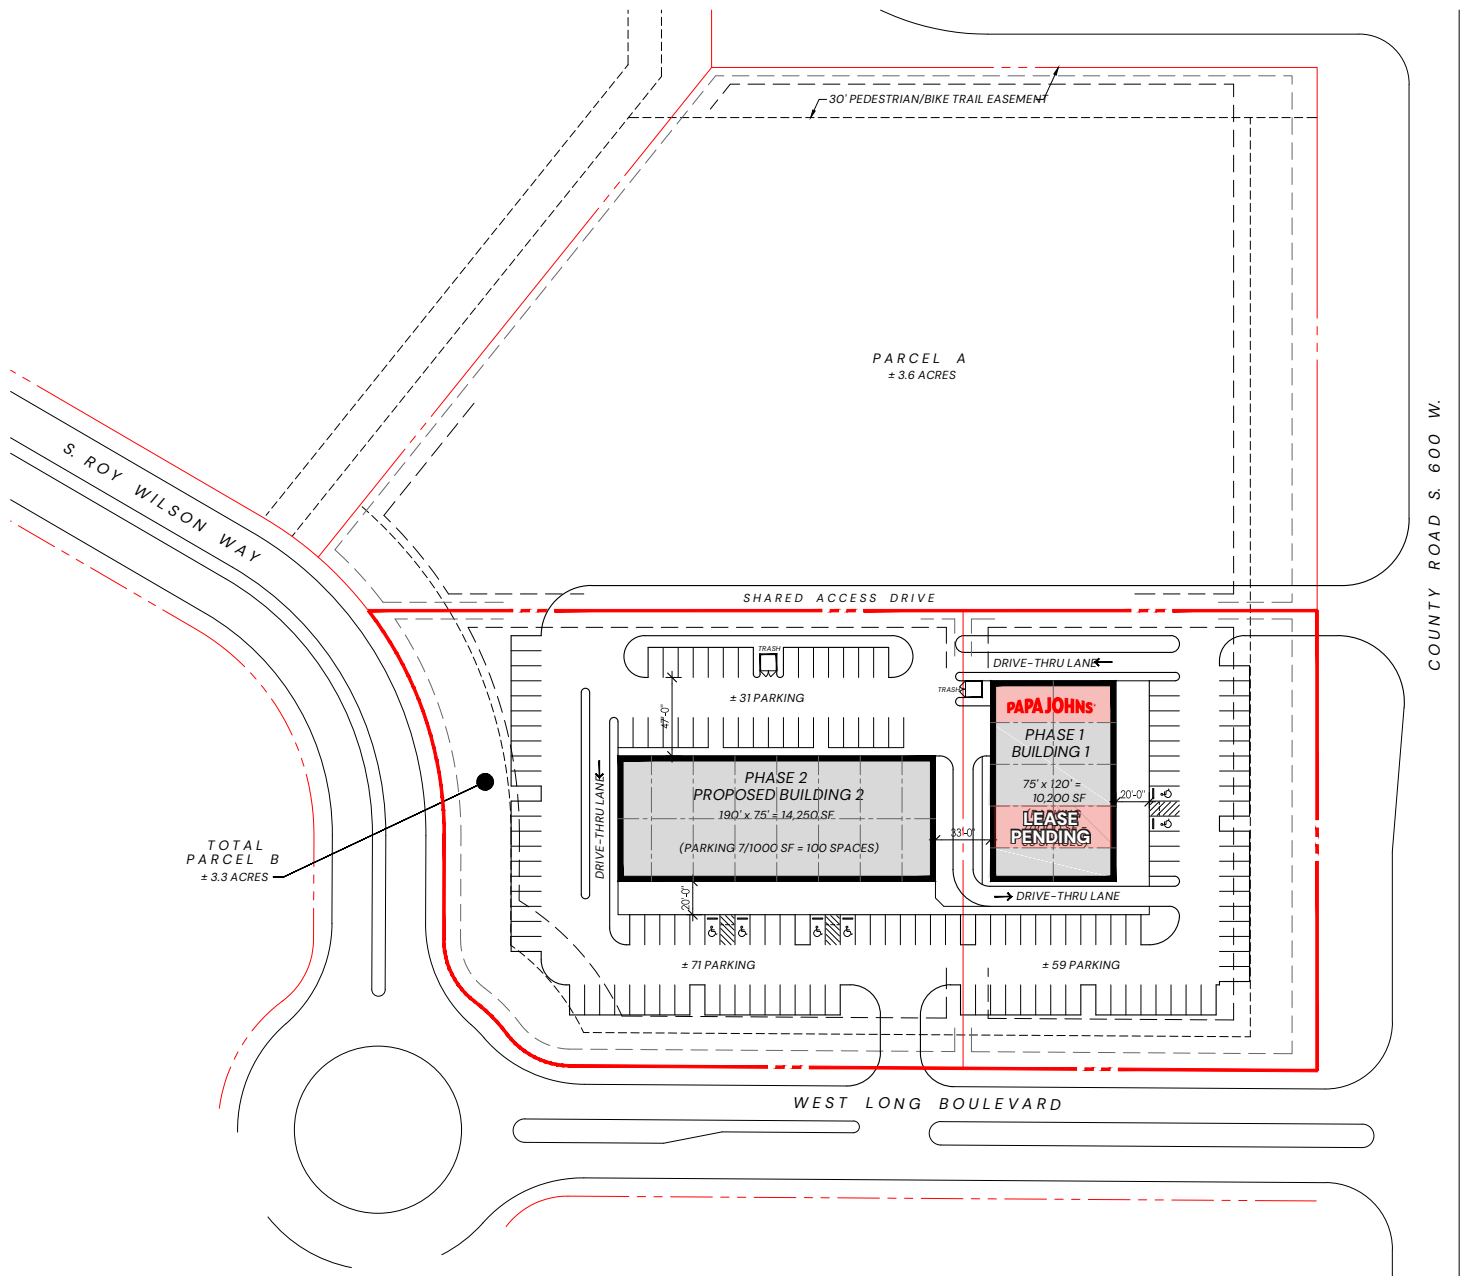 30' PEDESTRIAN/BIKE TRAIL EASEMENT
PARCEL A
± 3.6 ACRES
S. ROY WILSON WAY
COUNTY ROAD S. 600 W.
SHARED ACCESS DRIVE
TRASH
± 31 PARKING
47'-0"
DRIVE-THRU LANE
TRASH
PAPA JOHNS
PHASE 1
BUILDING 1
75' x 120' =
10,200 SF
LEASE
PENDING
20'-0"
PHASE 2
PROPOSED BUILDING 2
190' x 75' = 14,250 SF
(PARKING 7/1000 SF = 100 SPACES)
33'-0"
DRIVE-THRU LANE
TOTAL
PARCEL B
± 3.3 ACRES
20'-0"
DRIVE-THRU LANE
± 71 PARKING
± 59 PARKING
WEST LONG BOULEVARD